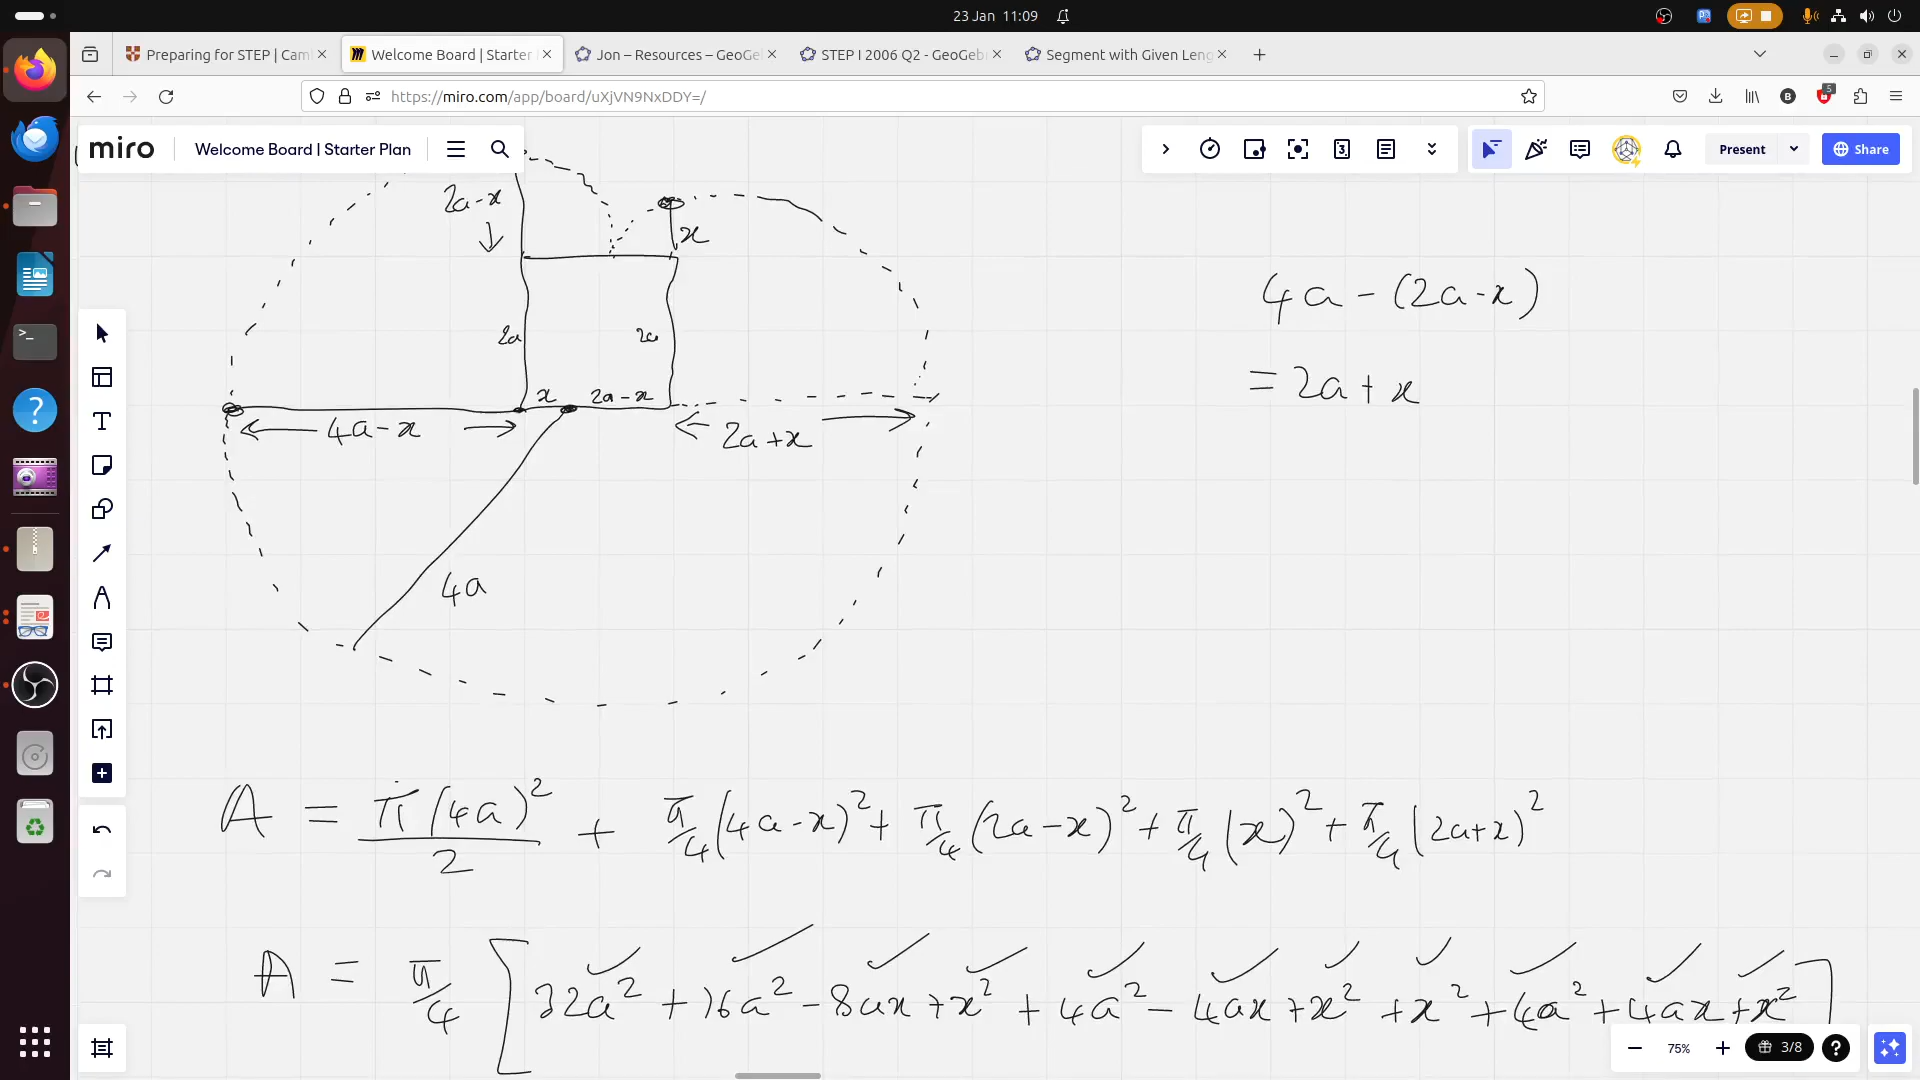 23 Jan 11:09
Preparing for STEP | Cam
Welcome Board | Starter
Jon – Resources – GeoGe
STEP I 2006 Q2 - GeoGeb
Segment with Given Leng
https://miro.com/app/board/uXjVN9NxDDY=/
5
miro
Welcome Board | Starter Plan
Present
Share
2a-x
x
2a
2a
x
2a-x
4a-x
2a+x
4a
4a-(2a-x)
=2a+x
A = π(4a)²/2 + π/4(4a-x)² + π/4(2a-x)² + π/4(x)² + π/4(2a+x)²
A = π/4 [32a² + 16a² - 8ax + x² + 4a² - 4ax + x² + x² + 4a² + 4ax + x²]
75%
3/8